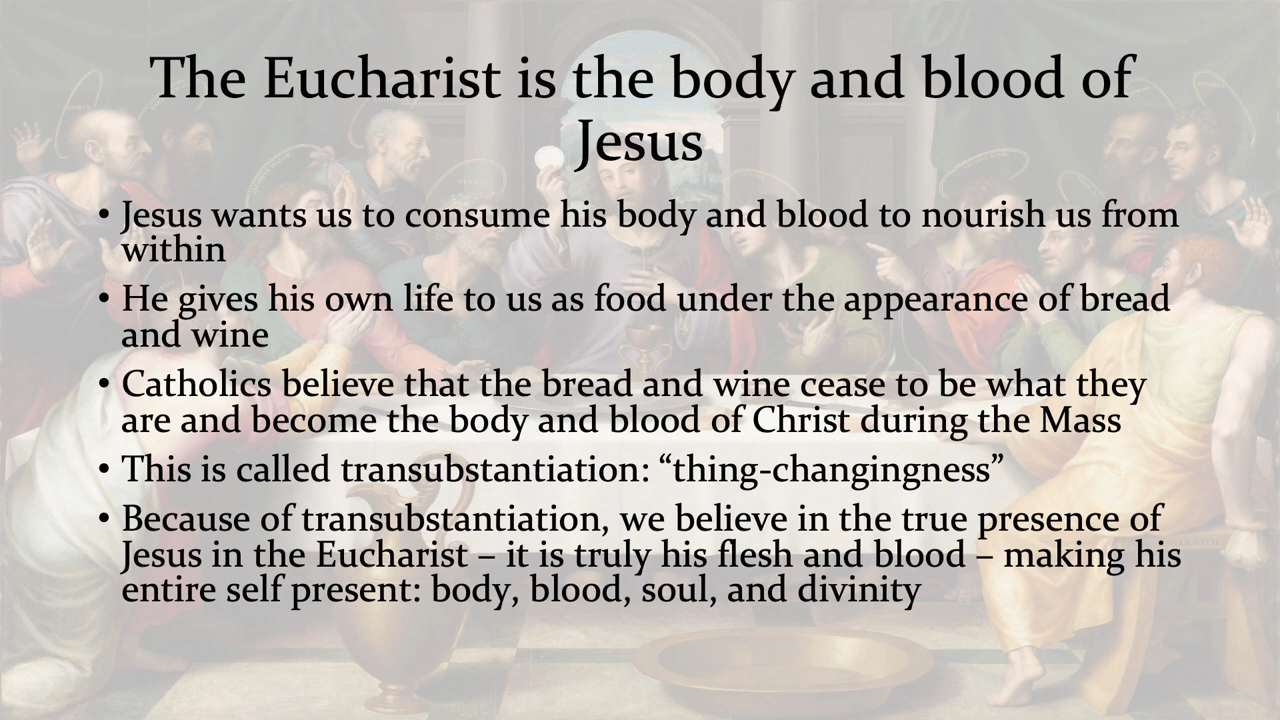 The Eucharist is the body and blood of
Jesus
• Jesus wants us to consume his body and blood to nourish us from
within
• He gives his own life to us as food under the appearance of bread
and wine
• Catholics believe that the bread and wine cease to be what they
are and become the body and blood of Christ during the Mass
• This is called transubstantiation: “thing-changingness”
• Because of transubstantiation, we believe in the true presence of
Jesus in the Eucharist – it is truly his flesh and blood – making his
entire self present: body, blood, soul, and divinity